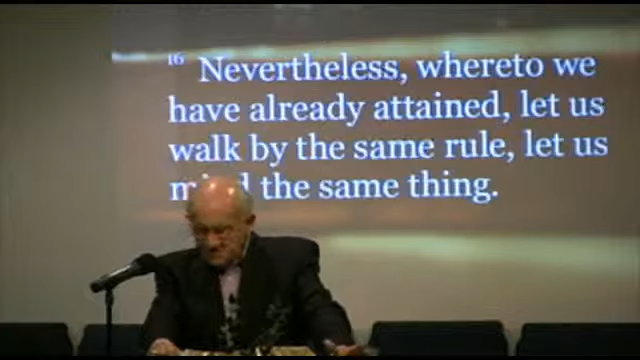 16 Nevertheless, whereto we
have already attained, let us
walk by the same rule, let us
mind the same thing.